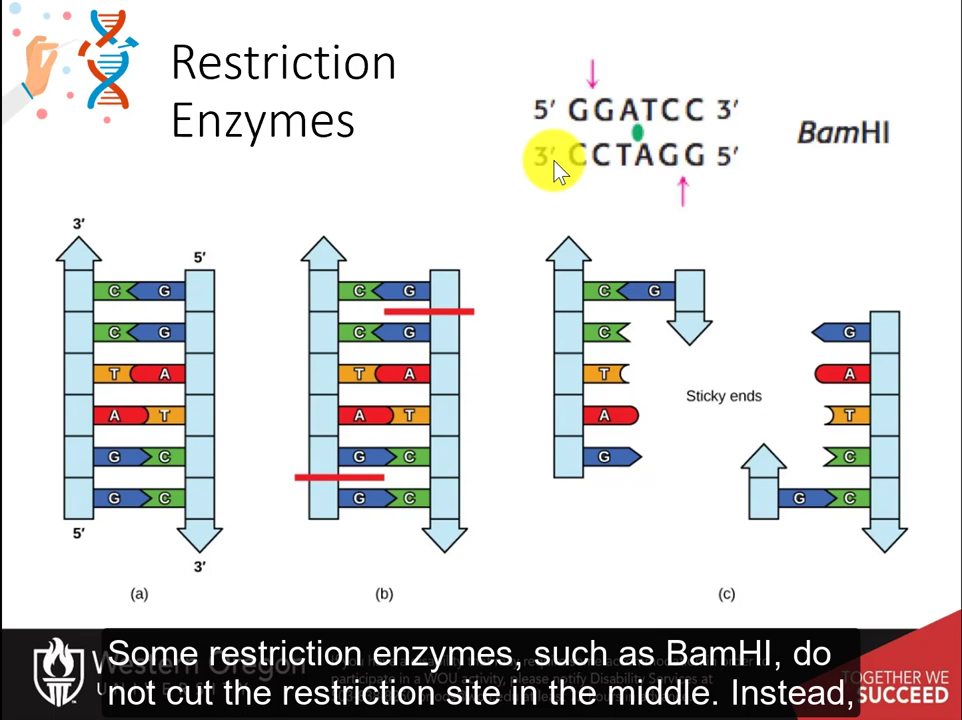 Restriction
Enzymes
5′ GGATCC 3′
3′ CCTAGG 5′
BamHI
3′
5′
C G
C G
T A
A T
G C
G C
5′
3′
(a)
C G
C G
T A
A T
G C
G C
(b)
C G
C
T
A
G
Sticky ends
G
A
T
C
G C
(c)
Some restriction enzymes, such as BamHI, do
not cut the restriction site in the middle. Instead,
Western Oregon
TOGETHER WE
SUCCEED